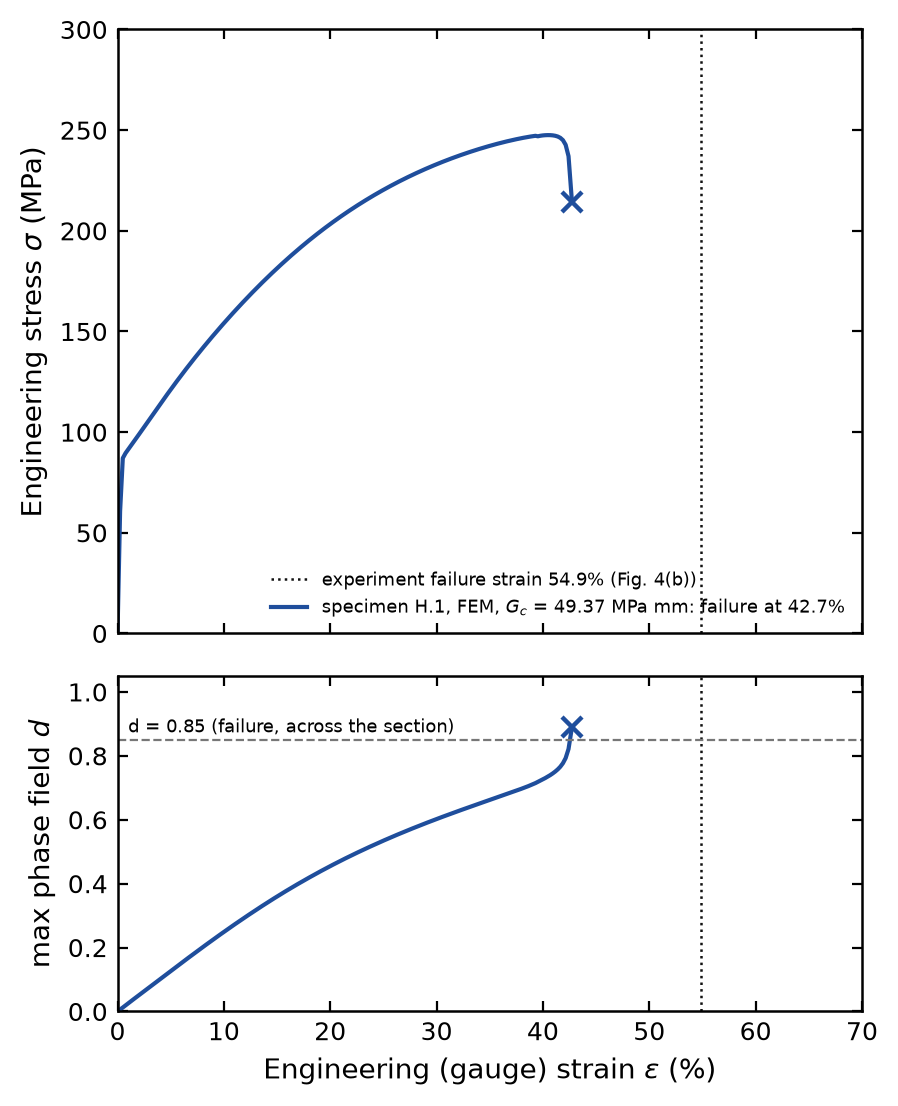 300
250
200
150
100
50
0
Engineering stress σ (MPa)
experiment failure strain 54.9% (Fig. 4(b))
specimen H.1, FEM, G_c = 49.37 MPa mm: failure at 42.7%
1.0
0.8
0.6
0.4
0.2
0.0
max phase field d
d = 0.85 (failure, across the section)
0 10 20 30 40 50 60 70
Engineering (gauge) strain ε (%)